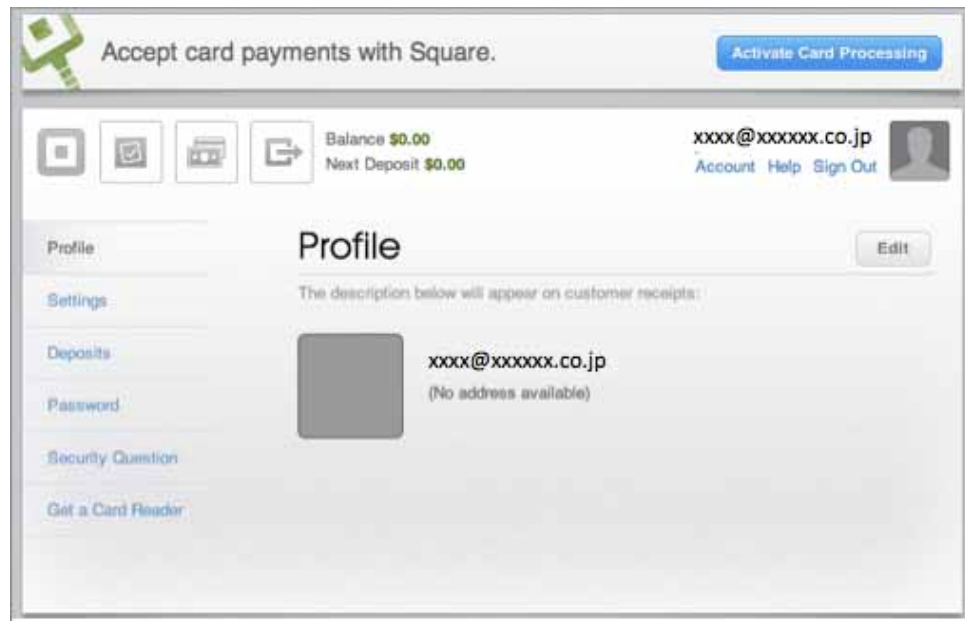 Accept card payments with Square.
Activate Card Processing
Balance $0.00
Next Deposit $0.00
xxxx@xxxxxx.co.jp
Account Help Sign Out
Profile
Settings
Deposits
Password
Security Question
Get a Card Reader
Profile
Edit
The description below will appear on customer receipts:
xxxx@xxxxxx.co.jp
(No address available)